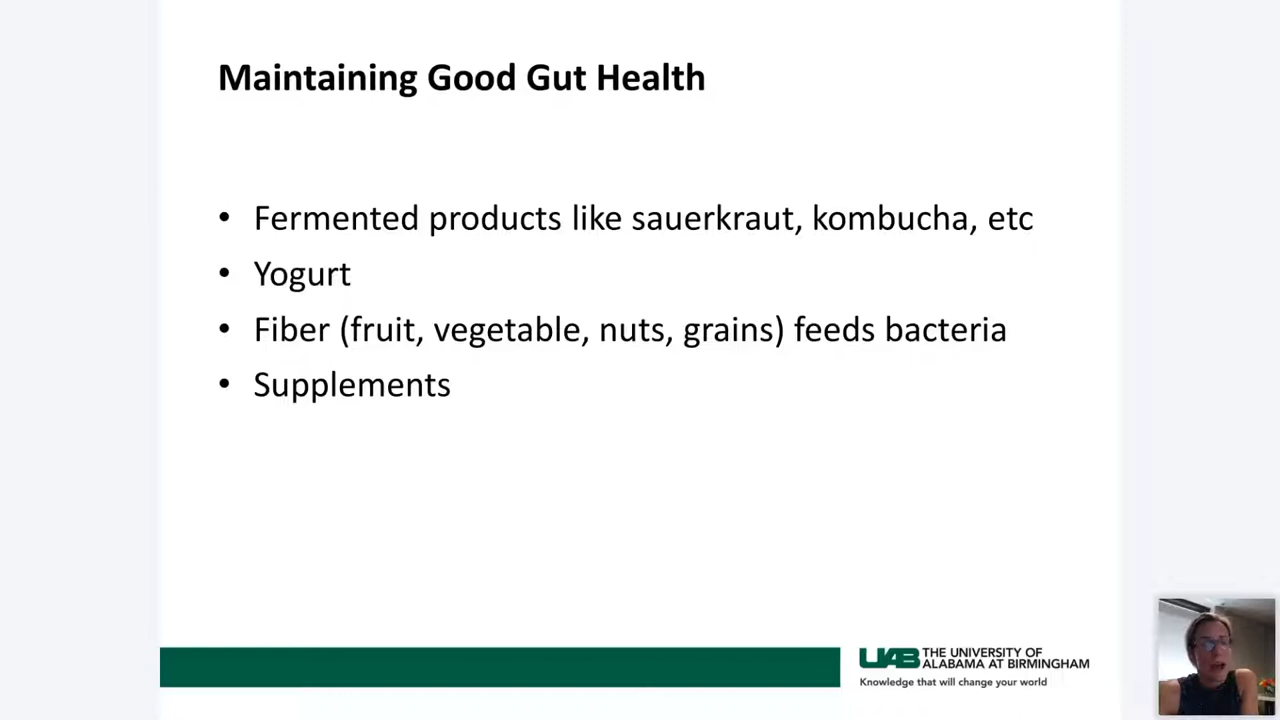 Maintaining Good Gut Health
• Fermented products like sauerkraut, kombucha, etc
• Yogurt
• Fiber (fruit, vegetable, nuts, grains) feeds bacteria
• Supplements
UAB THE UNIVERSITY OF
ALABAMA AT BIRMINGHAM
Knowledge that will change your world